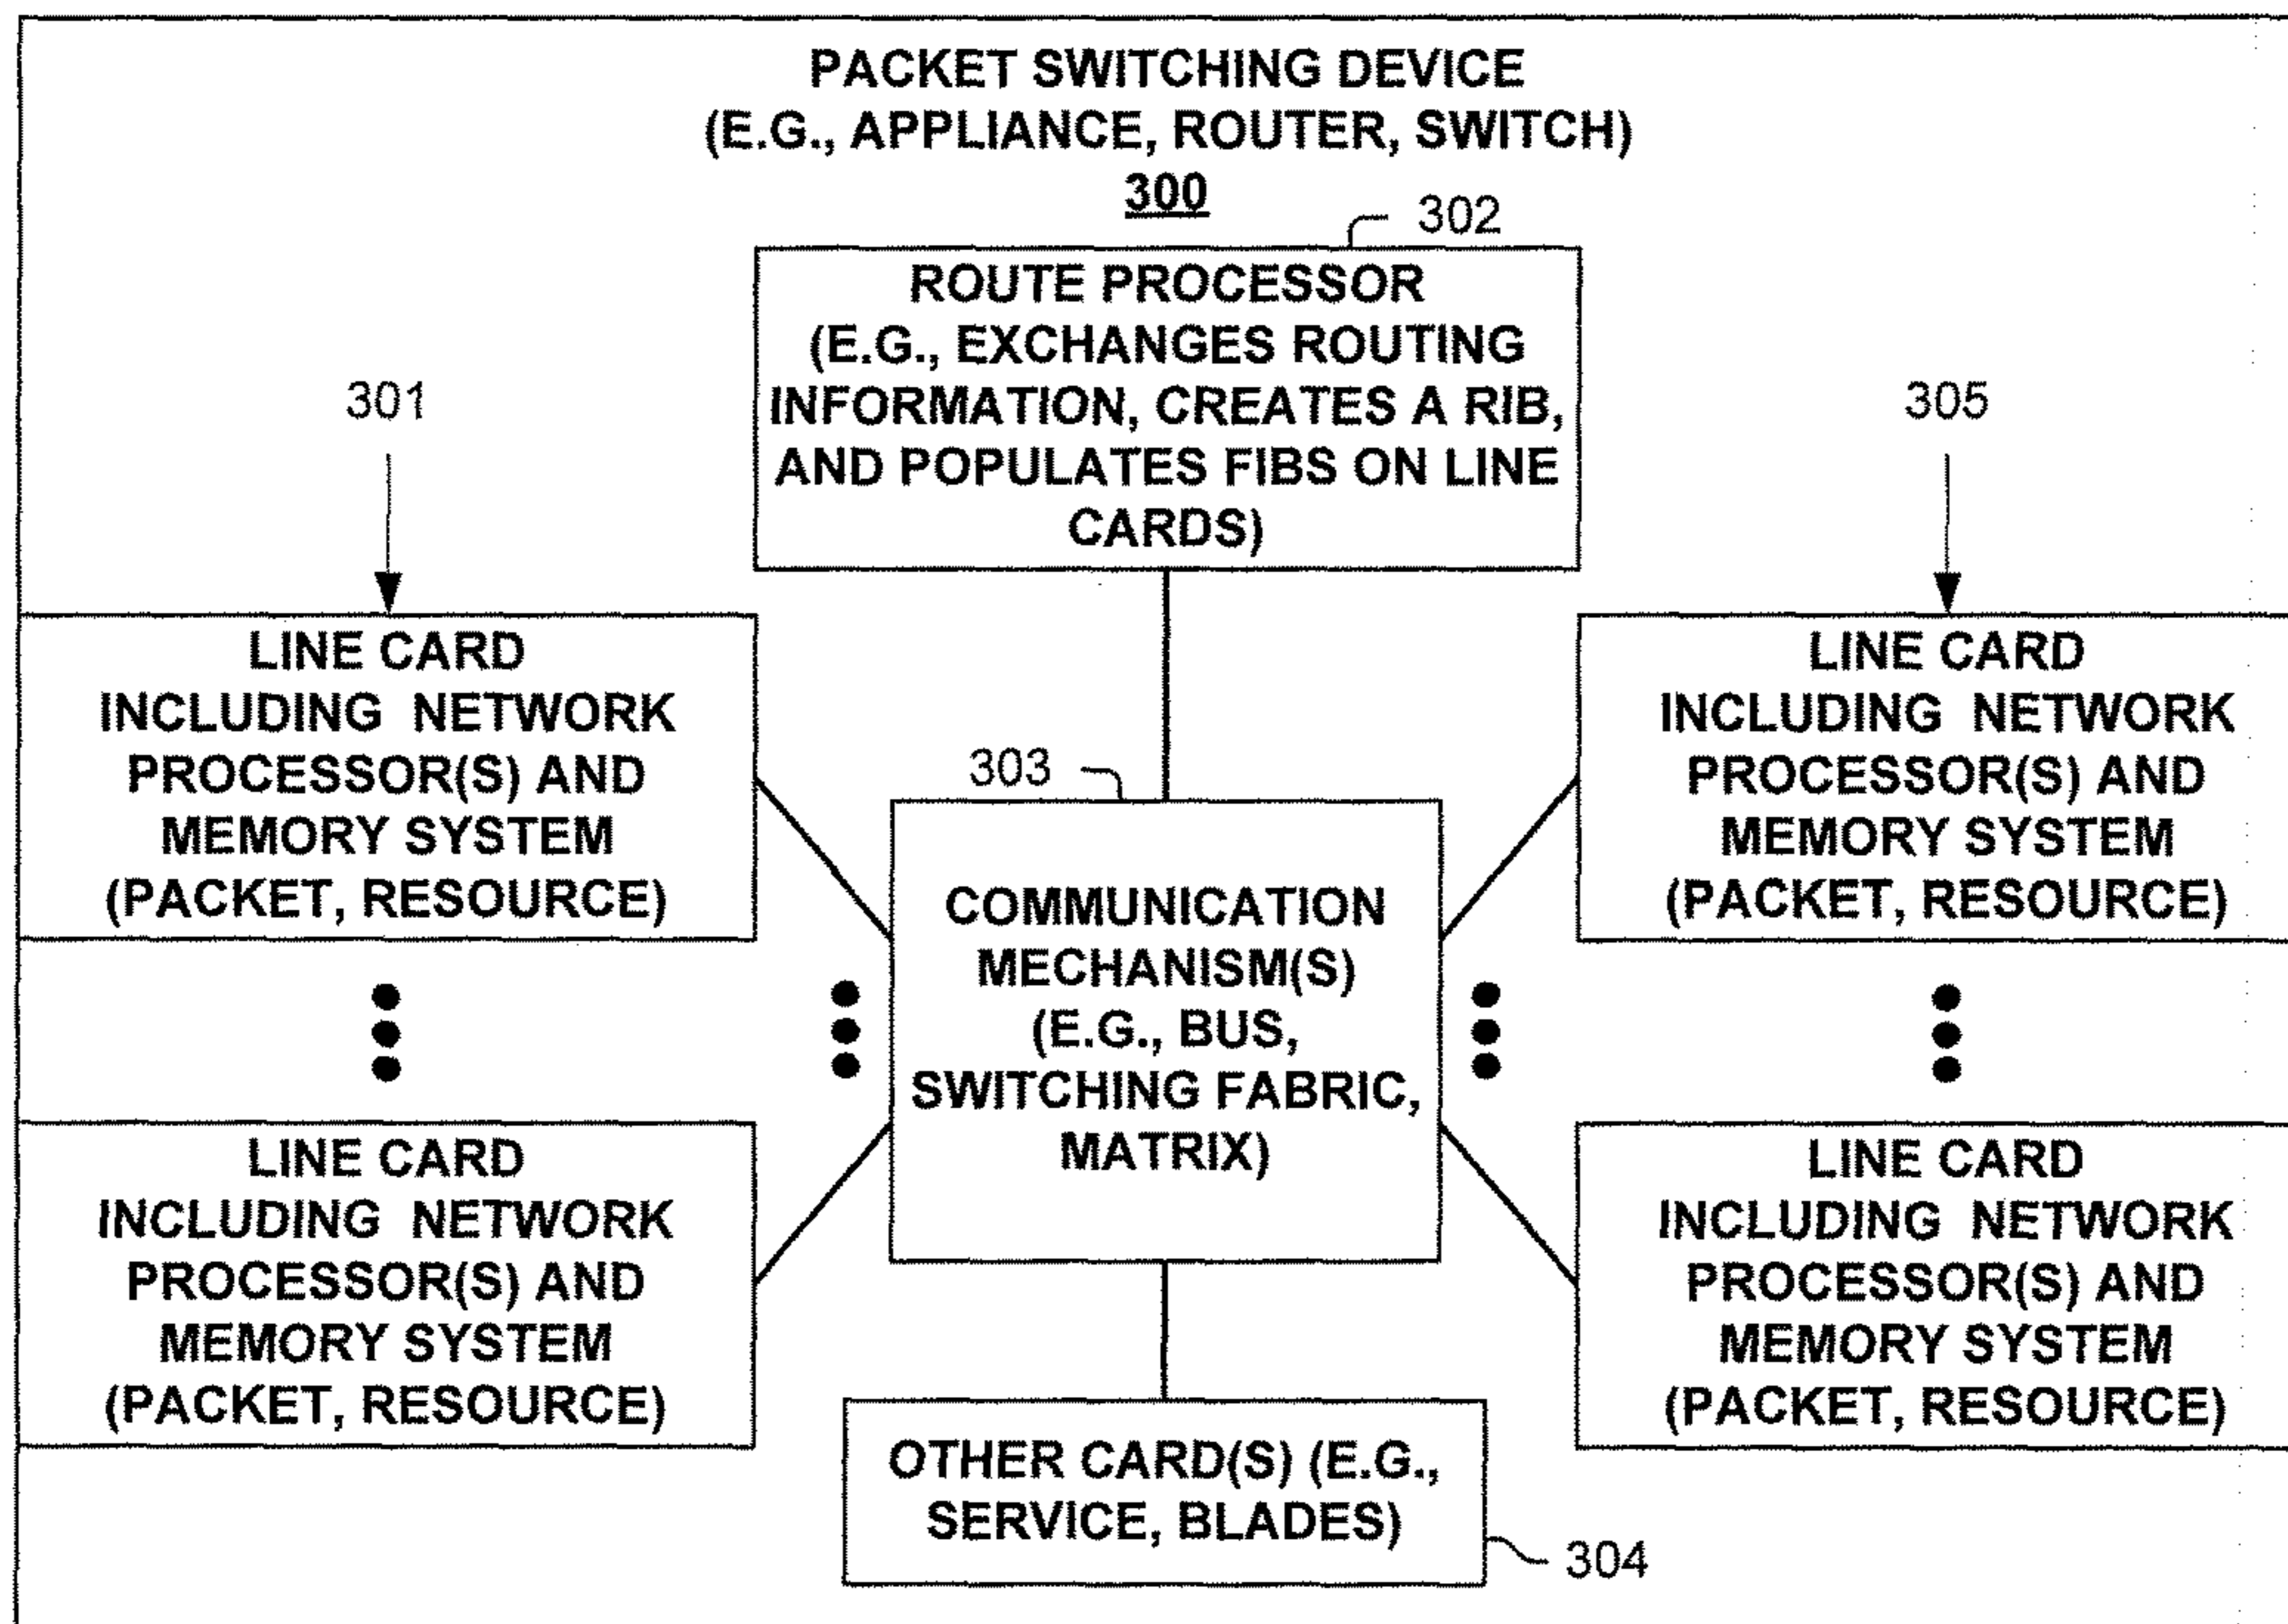 PACKET SWITCHING DEVICE
(E.G., APPLIANCE, ROUTER, SWITCH)
300
302
ROUTE PROCESSOR
(E.G., EXCHANGES ROUTING
INFORMATION, CREATES A RIB,
AND POPULATES FIBS ON LINE
CARDS)
301
LINE CARD
INCLUDING NETWORK
PROCESSOR(S) AND
MEMORY SYSTEM
(PACKET, RESOURCE)
305
LINE CARD
INCLUDING NETWORK
PROCESSOR(S) AND
MEMORY SYSTEM
(PACKET, RESOURCE)
303
COMMUNICATION
MECHANISM(S)
(E.G., BUS,
SWITCHING FABRIC,
MATRIX)
LINE CARD
INCLUDING NETWORK
PROCESSOR(S) AND
MEMORY SYSTEM
(PACKET, RESOURCE)
LINE CARD
INCLUDING NETWORK
PROCESSOR(S) AND
MEMORY SYSTEM
(PACKET, RESOURCE)
OTHER CARD(S) (E.G.,
SERVICE, BLADES)
304